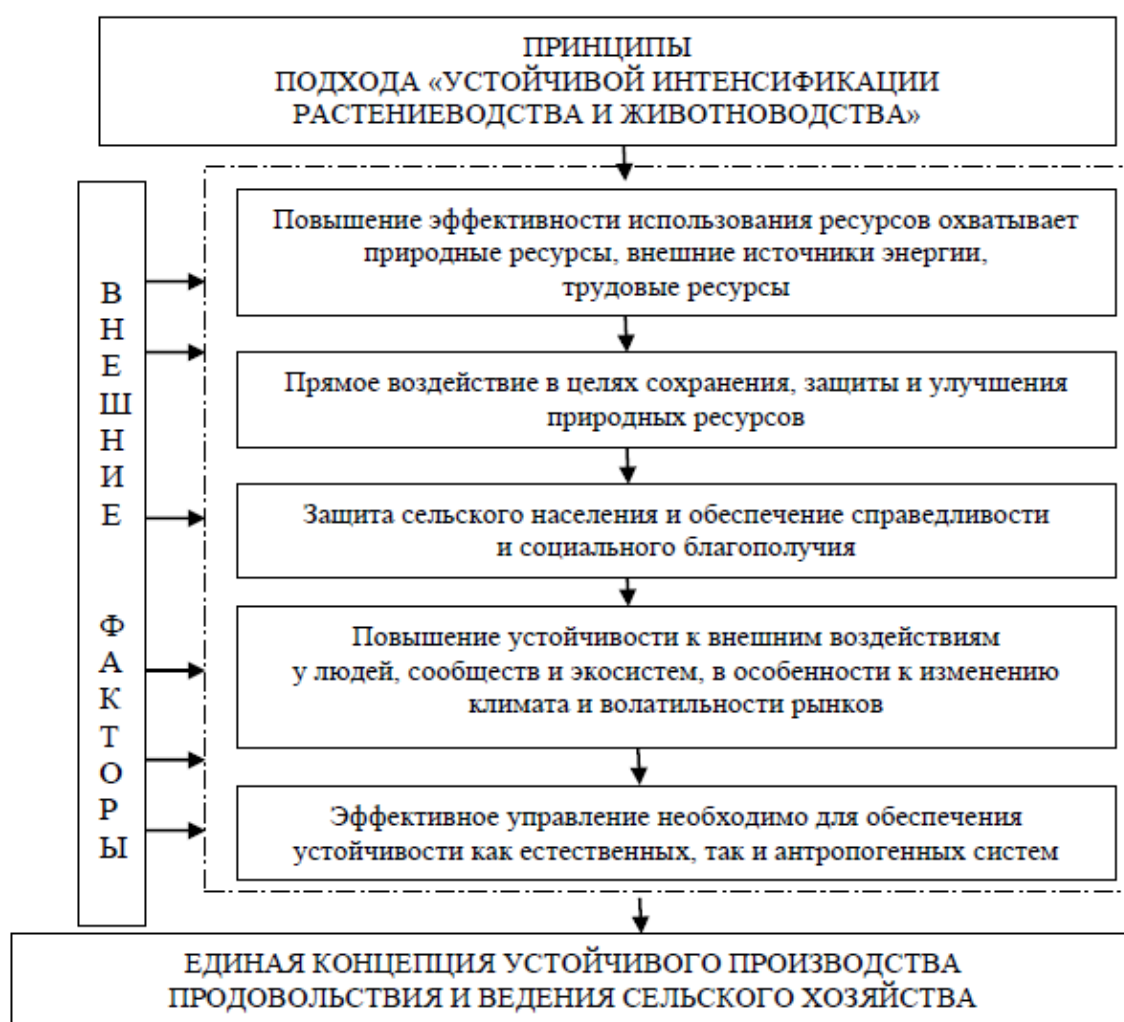 ПРИНЦИПЫ
ПОДХОДА «УСТОЙЧИВОЙ ИНТЕНСИФИКАЦИИ
РАСТЕНИЕВОДСТВА И ЖИВОТНОВОДСТВА»
ВНЕШНИЕ ФАКТОРЫ
Повышение эффективности использования ресурсов охватывает
природные ресурсы, внешние источники энергии,
трудовые ресурсы
Прямое воздействие в целях сохранения, защиты и улучшения
природных ресурсов
Защита сельского населения и обеспечение справедливости
и социального благополучия
Повышение устойчивости к внешним воздействиям
у людей, сообществ и экосистем, в особенности к изменению
климата и волатильности рынков
Эффективное управление необходимо для обеспечения
устойчивости как естественных, так и антропогенных систем
ЕДИНАЯ КОНЦЕПЦИЯ УСТОЙЧИВОГО ПРОИЗВОДСТВА
ПРОДОВОЛЬСТВИЯ И ВЕДЕНИЯ СЕЛЬСКОГО ХОЗЯЙСТВА